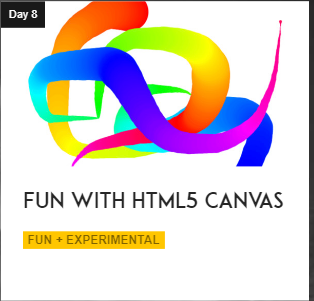 Day 8
FUN WITH HTML5 CANVAS
FUN + EXPERIMENTAL